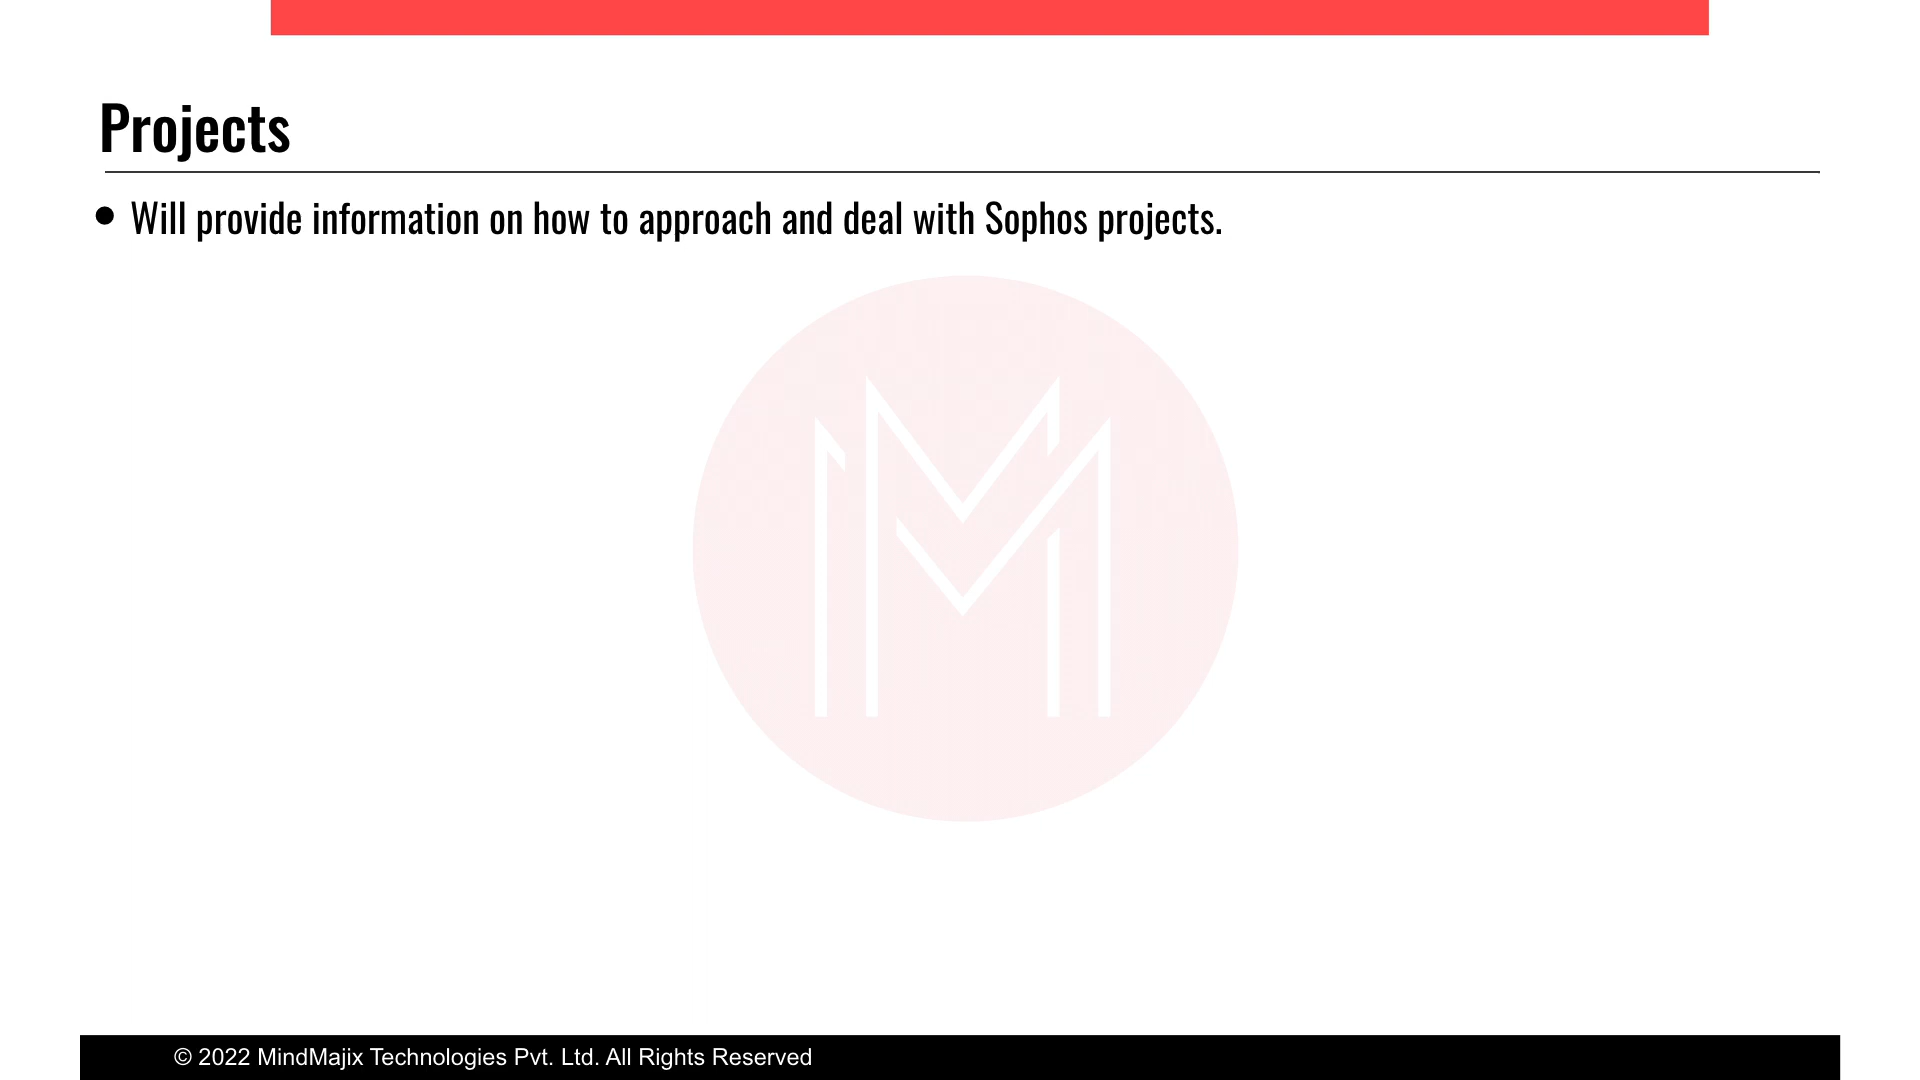 Projects
● Will provide information on how to approach and deal with Sophos projects.
© 2022 MindMajix Technologies Pvt. Ltd. All Rights Reserved